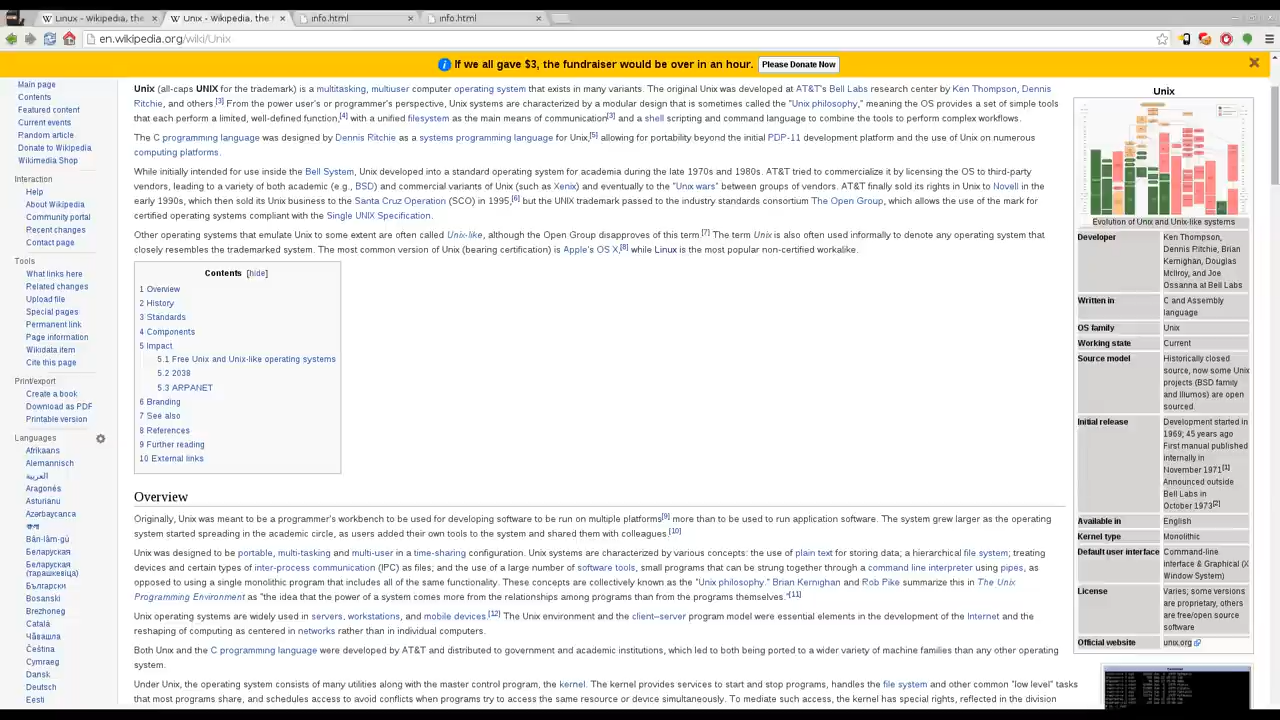 Linux - Wikipedia, the
Unix - Wikipedia, the
info.html
info.html
en.wikipedia.org/wiki/Unix
If we all gave $3, the fundraiser would be over in an hour. Please Donate Now
Main page
Contents
Featured content
Current events
Random article
Donate to Wikipedia
Wikimedia Shop
Interaction
Help
About Wikipedia
Community portal
Recent changes
Contact page
Tools
What links here
Related changes
Upload file
Special pages
Permanent link
Page information
Wikidata item
Cite this page
Print/export
Create a book
Download as PDF
Printable version
Languages
Afrikaans
Alemannisch
العربية
Aragonés
Asturianu
Azərbaycanca
বাংলা
Bân-lâm-gú
Беларуская
Беларуская
(тарашкевіца)
Български
Bosanski
Brezhoneg
Català
Чӑвашла
Čeština
Cymraeg
Dansk
Deutsch
Eesti
Unix (all-caps UNIX for the trademark) is a multitasking, multiuser computer operating system that exists in many variants. The original Unix was developed at AT&T's Bell Labs research center by Ken Thompson, Dennis
Ritchie, and others.[3] From the power user's or programmer's perspective, Unix systems are characterized by a modular design that is sometimes called the "Unix philosophy," meaning the OS provides a set of simple tools
that each perform a limited, well-defined function,[4] with a unified filesystem as the main means of communication[3] and a shell scripting and command language to combine the tools to perform complex workflows.
The C programming language was designed by Dennis Ritchie as a systems programming language for Unix,[5] allowing for portability beyond the initial PDP-11 development platform and the use of Unix on numerous
computing platforms.
While initially intended for use inside the Bell System, Unix developed into a standard operating system for academia during the late 1970s and 1980s. AT&T tried to commercialize it by licensing the OS to third-party
vendors, leading to a variety of both academic (e.g., BSD) and commercial variants of Unix (such as Xenix) and eventually to the "Unix wars" between groups of vendors. AT&T finally sold its rights in Unix to Novell in the
early 1990s, which then sold its Unix business to the Santa Cruz Operation (SCO) in 1995,[6] but the UNIX trademark passed to the industry standards consortium The Open Group, which allows the use of the mark for
certified operating systems compliant with the Single UNIX Specification.
Other operating systems that emulate Unix to some extent are often called Unix-like, although the Open Group disapproves of this term.[7] The term Unix is also often used informally to denote any operating system that
closely resembles the trademarked system. The most common version of Unix (bearing certification) is Apple's OS X,[8] while Linux is the most popular non-certified workalike.
Contents [hide]
1 Overview
2 History
3 Standards
4 Components
5 Impact
5.1 Free Unix and Unix-like operating systems
5.2 2038
5.3 ARPANET
6 Branding
7 See also
8 References
9 Further reading
10 External links
Overview
Originally, Unix was meant to be a programmer's workbench to be used for developing software to be run on multiple platforms[9] more than to be used to run application software. The system grew larger as the operating
system started spreading in the academic circle, as users added their own tools to the system and shared them with colleagues.[10]
Unix was designed to be portable, multi-tasking and multi-user in a time-sharing configuration. Unix systems are characterized by various concepts: the use of plain text for storing data; a hierarchical file system; treating
devices and certain types of inter-process communication (IPC) as files; and the use of a large number of software tools, small programs that can be strung together through a command line interpreter using pipes, as
opposed to using a single monolithic program that includes all of the same functionality. These concepts are collectively known as the "Unix philosophy." Brian Kernighan and Rob Pike summarize this in The Unix
Programming Environment as "the idea that the power of a system comes more from the relationships among programs than from the programs themselves."[11]
Unix operating systems are widely used in servers, workstations, and mobile devices.[12] The Unix environment and the client–server program model were essential elements in the development of the Internet and the
reshaping of computing as centered in networks rather than in individual computers.
Both Unix and the C programming language were developed by AT&T and distributed to government and academic institutions, which led to both being ported to a wider variety of machine families than any other operating
system.
Under Unix, the operating system consists of many utilities along with the master control program, the kernel. The kernel provides services to start and stop programs, handles the file system and other common "low level" tasks
that most programs share, and schedules access to avoid conflicts when programs
such access, the kernel has special rights, reflected in the division
Unix
Evolution of Unix and Unix-like systems
Developer Ken Thompson,
Dennis Ritchie, Brian
Kernighan, Douglas
McIlroy, and Joe
Ossanna at Bell Labs
Written in C and Assembly
language
OS family Unix
Working state Current
Source model Historically closed
source, now some Unix
projects (BSD family
and Illumos) are open
sourced.
Initial release Development started in
1969; 45 years ago
First manual published
internally in
November 1971[1]
Announced outside
Bell Labs in
October 1973[2]
Available in English
Kernel type Monolithic
Default user interface Command-line
interface & Graphical (X
Window System)
License Varies; some versions
are proprietary, others
are free/open source
software
Official website unix.org